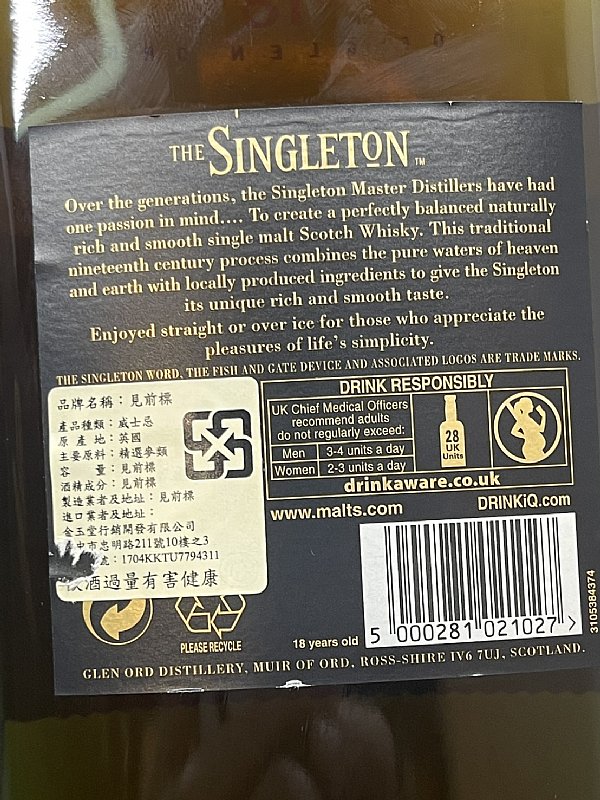 THE SINGLETON TM
Over the generations, the Singleton Master Distillers have had
one passion in mind.... To create a perfectly balanced naturally
rich and smooth single malt Scotch Whisky. This traditional
nineteenth century process combines the pure waters of heaven
and earth with locally produced ingredients to give the Singleton
its unique rich and smooth taste.
Enjoyed straight or over ice for those who appreciate the
pleasures of life's simplicity.
THE SINGLETON WORD, THE FISH AND GATE DEVICE AND ASSOCIATED LOGOS ARE TRADE MARKS.
品牌名稱：見前標
產品種類：威士忌
原 產 地：英國
主要原料：精選麥類
容 量：見前標
酒精成分：見前標
製造業者及地址：見前標
進口業者及地址：
金玉堂行銷開發有限公司
中市忠明路211號10樓之3
號：1704KKTU7794311
酒過量有害健康
DRINK RESPONSIBLY
UK Chief Medical Officers
recommend adults
do not regularly exceed:
Men 3-4 units a day
Women 2-3 units a day
28
UK
Units
drinkaware.co.uk
www.malts.com
DRINKiQ.com
PLEASE RECYCLE
18 years old
5 000281 021027 >
3105384374
GLEN ORD DISTILLERY, MUIR OF ORD, ROSS-SHIRE IV6 7UJ, SCOTLAND.